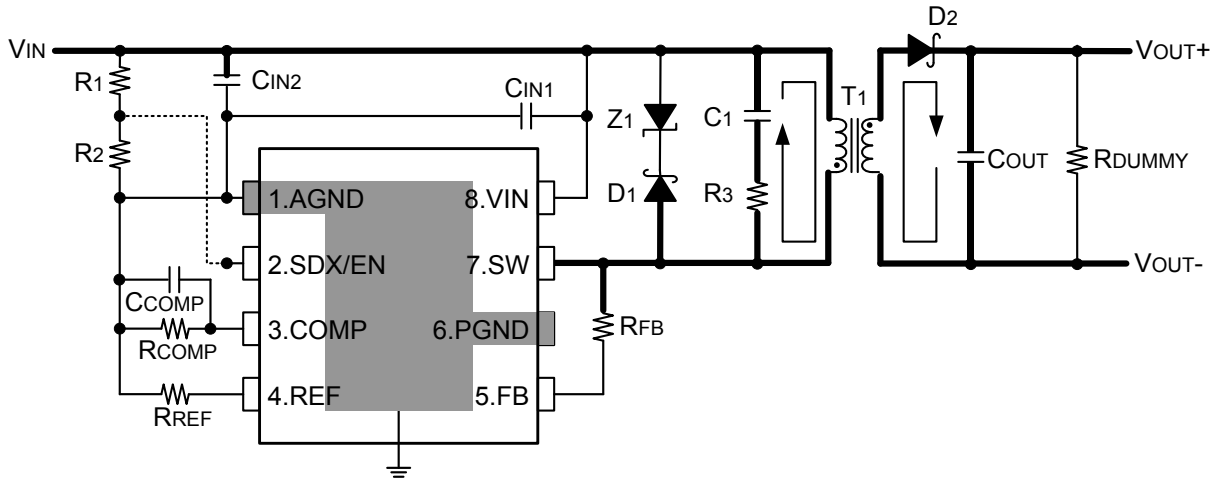 D2
VIN
VOUT+
R1
CIN2
CIN1
Z1
C1
T1
R2
COUT
RDUMMY
D1
R3
1.AGND
8.VIN
2.SDX/EN
7.SW
VOUT-
CCOMP
3.COMP
6.PGND
RFB
RCOMP
4.REF
5.FB
RREF